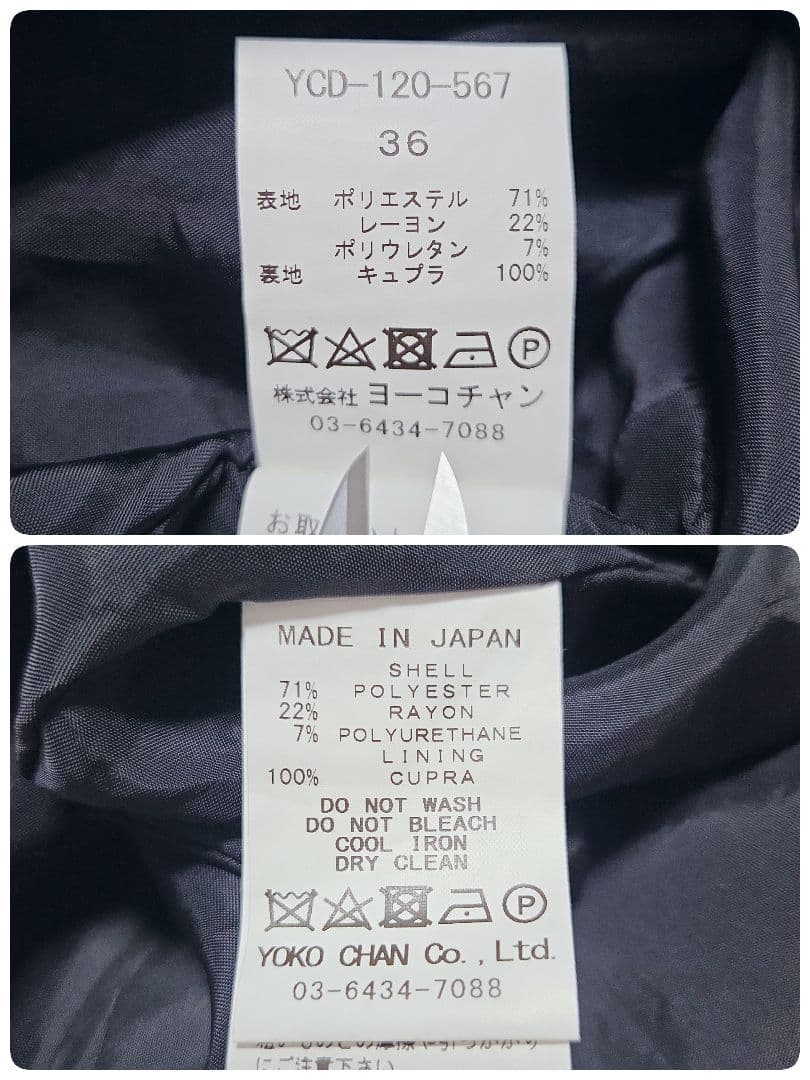 YCD-120-567
36
表地 ポリエステル 71%
レーヨン 22%
ポリウレタン 7%
裏地 キュプラ 100%
P
株式会社 ヨーコチャン
03-6434-7088
お取
MADE IN JAPAN
SHELL
71% POLYESTER
22% RAYON
7% POLYURETHANE
LINING
100% CUPRA
DO NOT WASH
DO NOT BLEACH
COOL IRON
DRY CLEAN
P
YOKO CHAN Co.,Ltd.
03-6434-7088
にご注意下さい